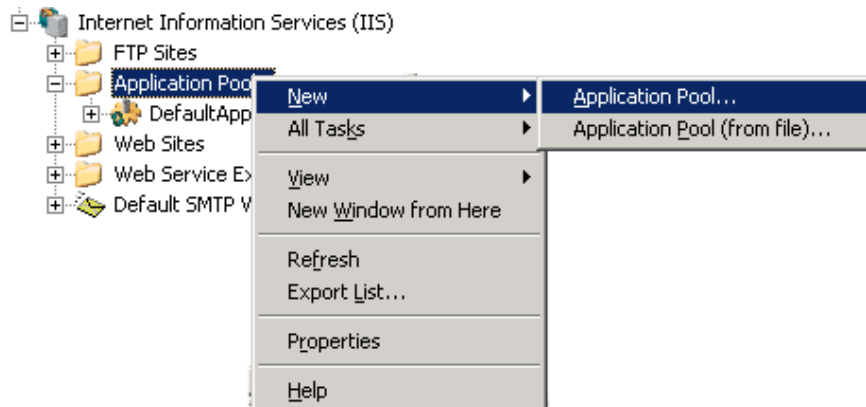 Internet Information Services (IIS)
FTP Sites
Application Poo
DefaultApp
Web Sites
Web Service Ex
Default SMTP V
New
All Tasks
View
New Window from Here
Refresh
Export List...
Properties
Help
Application Pool...
Application Pool (from file)...